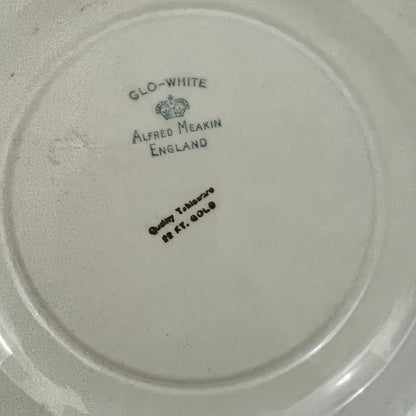 GLO-WHITE
ALFRED MEAKIN
ENGLAND
Quality Tableware
22 KT. GOLD